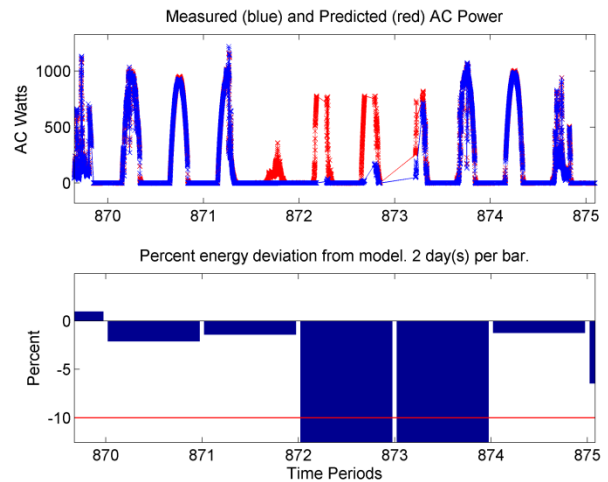 Measured (blue) and Predicted (red) AC Power
AC Watts
1000
500
0
870 871 872 873 874 875
Percent energy deviation from model. 2 day(s) per bar.
Percent
0
-5
-10
870 871 872 873 874 875
Time Periods